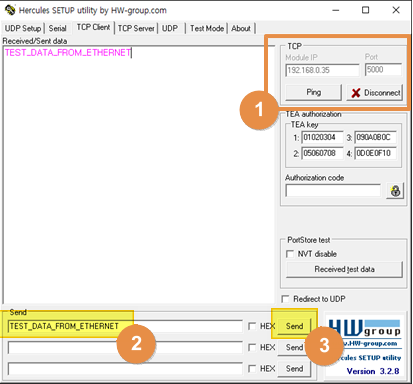 Hercules SETUP utility by HW-group.com
UDP Setup Serial TCP Client TCP Server UDP Test Mode About
Received/Sent data
TEST_DATA_FROM_ETHERNET
TCP
Module IP Port
192.168.0.35 5000
Ping Disconnect
1
TEA authorization
TEA key
1: 01020304 3: 090A0B0C
2: 05060708 4: 0D0E0F10
Authorization code
PortStore test
NVT disable
Received test data
Redirect to UDP
Send
TEST_DATA_FROM_ETHERNET HEX Send
2
3
HEX Send
HEX Send
HWgroup
www.HW-group.com
Hercules SETUP utility
Version 3.2.8